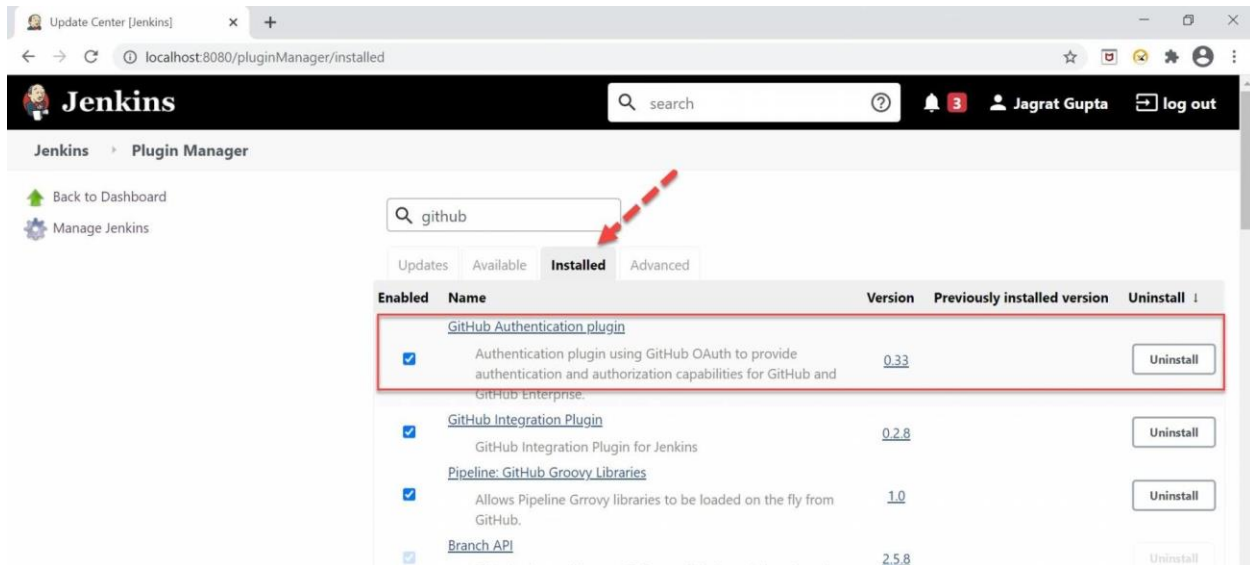 Update Center [Jenkins]
localhost:8080/pluginManager/installed
Jenkins
search
3
Jagrat Gupta
log out
Jenkins
Plugin Manager
Back to Dashboard
Manage Jenkins
github
Updates
Available
Installed
Advanced
Enabled
Name
Version
Previously installed version
Uninstall ↓
GitHub Authentication plugin
Authentication plugin using GitHub OAuth to provide
authentication and authorization capabilities for GitHub and
GitHub Enterprise.
0.33
Uninstall
GitHub Integration Plugin
GitHub Integration Plugin for Jenkins
0.2.8
Uninstall
Pipeline: GitHub Groovy Libraries
Allows Pipeline Grrovy libraries to be loaded on the fly from
GitHub.
1.0
Uninstall
Branch API
2.5.8
Uninstall